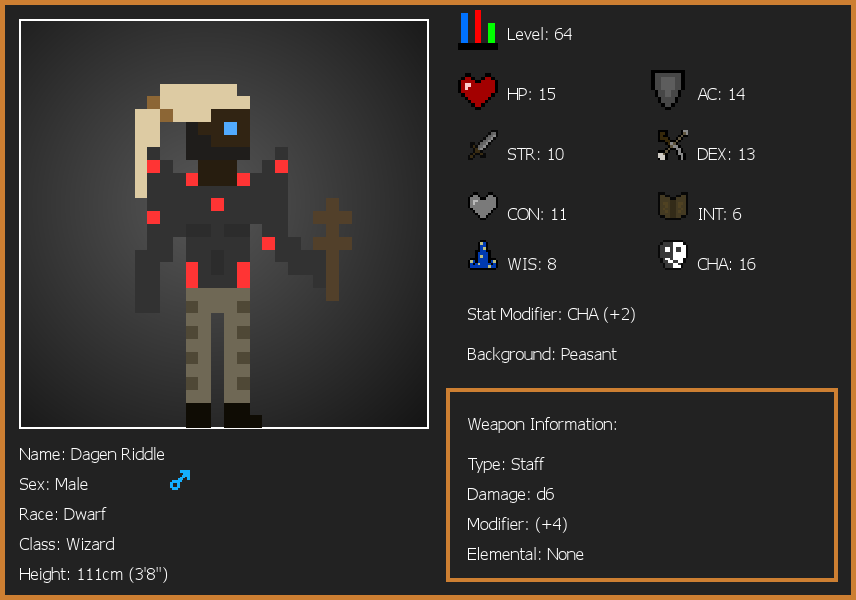 Level: 64
HP: 15
AC: 14
STR: 10
DEX: 13
CON: 11
INT: 6
WIS: 8
CHA: 16
Stat Modifier: CHA (+2)
Background: Peasant
Weapon Information:
Type: Staff
Damage: d6
Modifier: (+4)
Elemental: None
Name: Dagen Riddle
Sex: Male
Race: Dwarf
Class: Wizard
Height: 111cm (3'8")